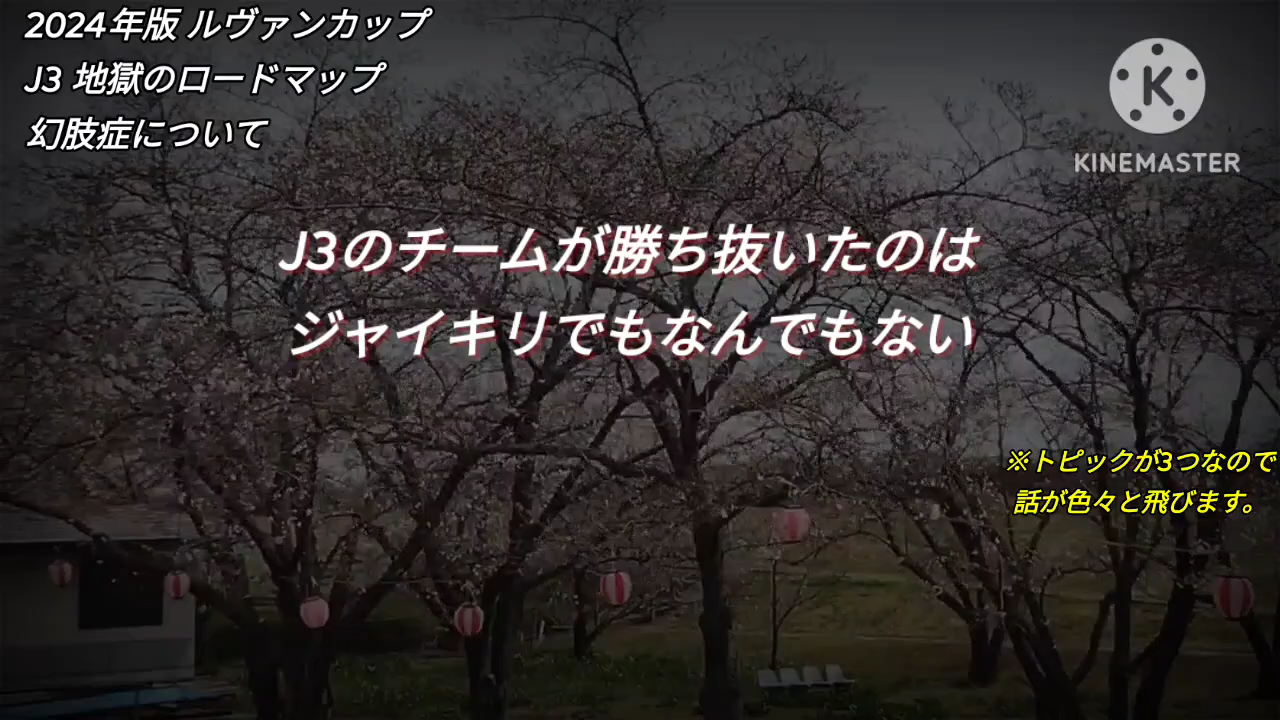 2024年版 ルヴァンカップ
J3 地獄のロードマップ
幻肢症について
KINEMASTER
J3のチームが勝ち抜いたのは
ジャイキリでもなんでもない
※トピックが3つなので
話が色々と飛びます。